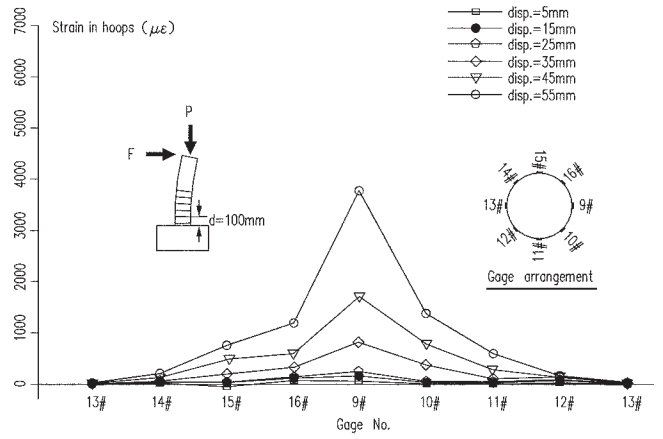 Strain in hoops (με)
7000
6000
5000
4000
3000
2000
1000
0
disp.=5mm
disp.=15mm
disp.=25mm
disp.=35mm
disp.=45mm
disp.=55mm
P
F
d=100mm
14#
15#
16#
13#
9#
12#
11#
10#
Gage arrangement
13#
14#
15#
16#
9#
10#
11#
12#
13#
Gage No.